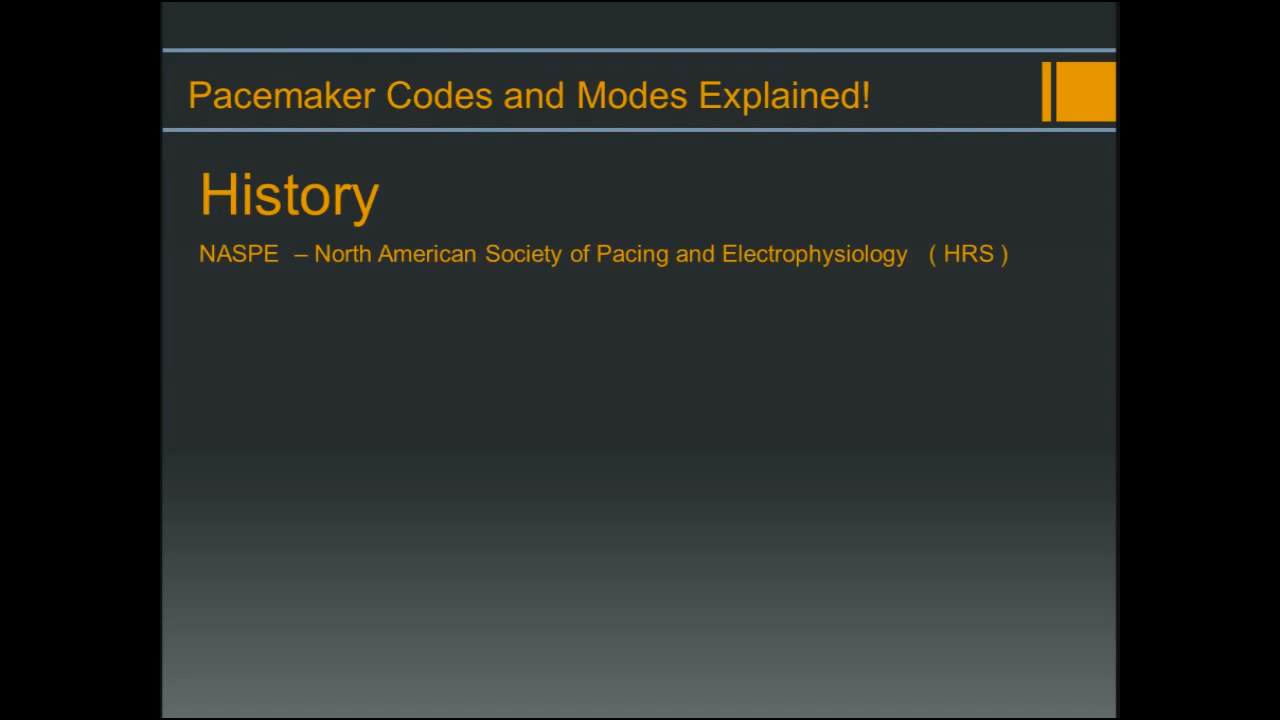 Pacemaker Codes and Modes Explained!
History
NASPE – North American Society of Pacing and Electrophysiology ( HRS )